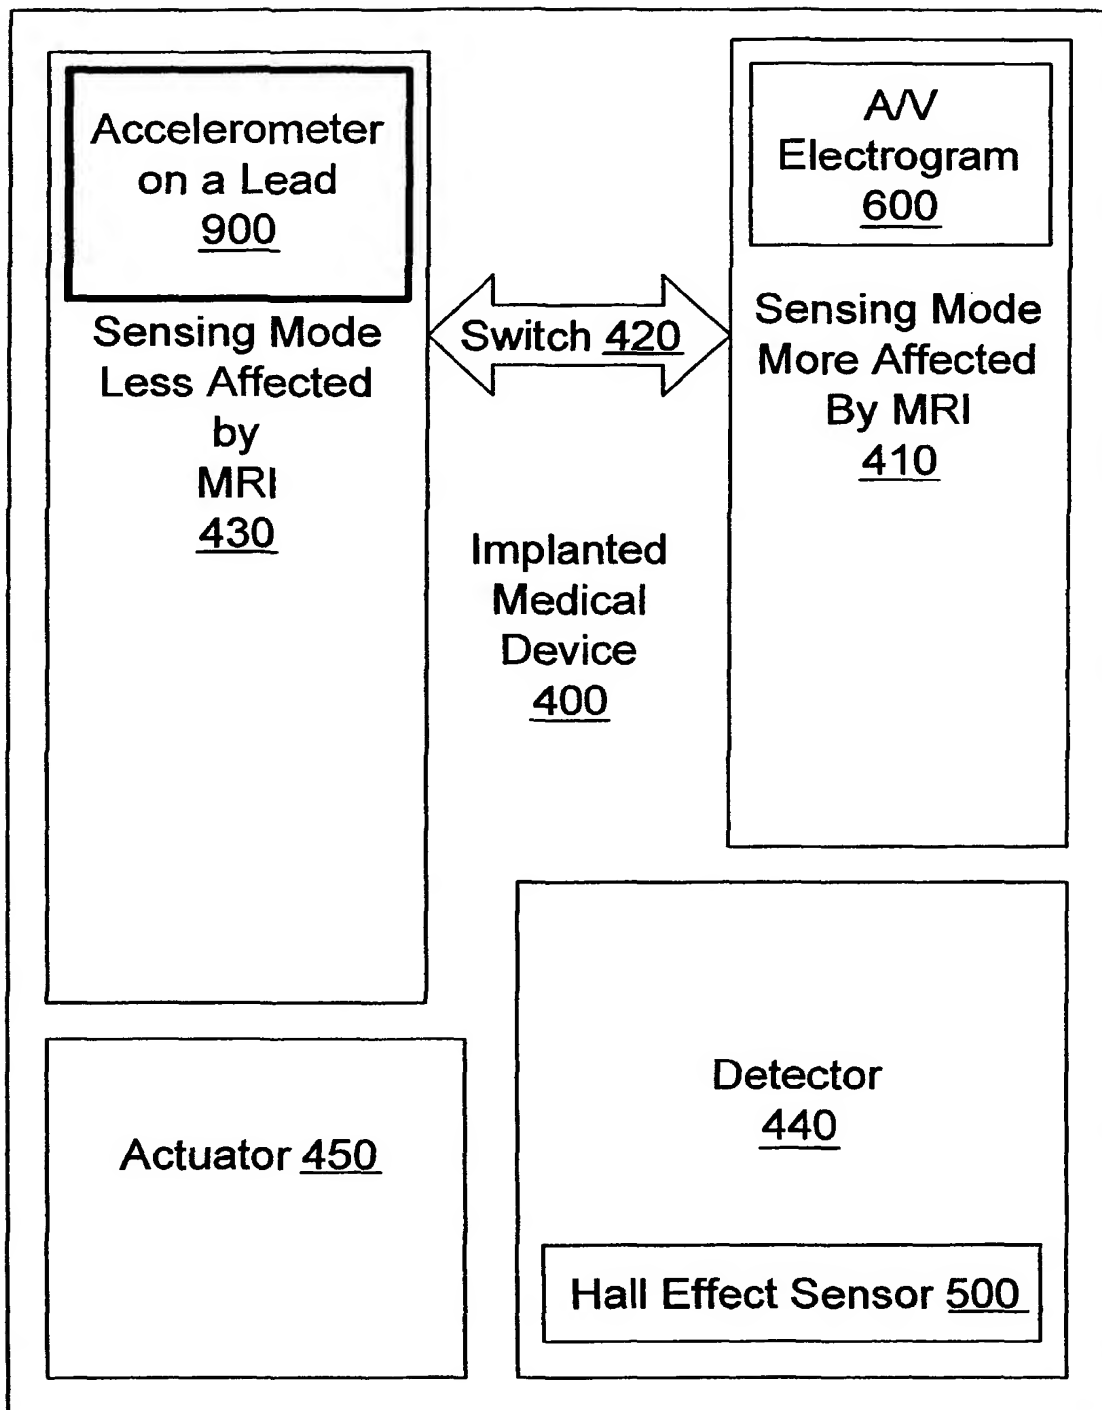 Accelerometer
on a Lead
900
Sensing Mode
Less Affected
by
MRI
430
Switch 420
A/V
Electrogram
600
Sensing Mode
More Affected
By MRI
410
Implanted
Medical
Device
400
Actuator 450
Detector
440
Hall Effect Sensor 500